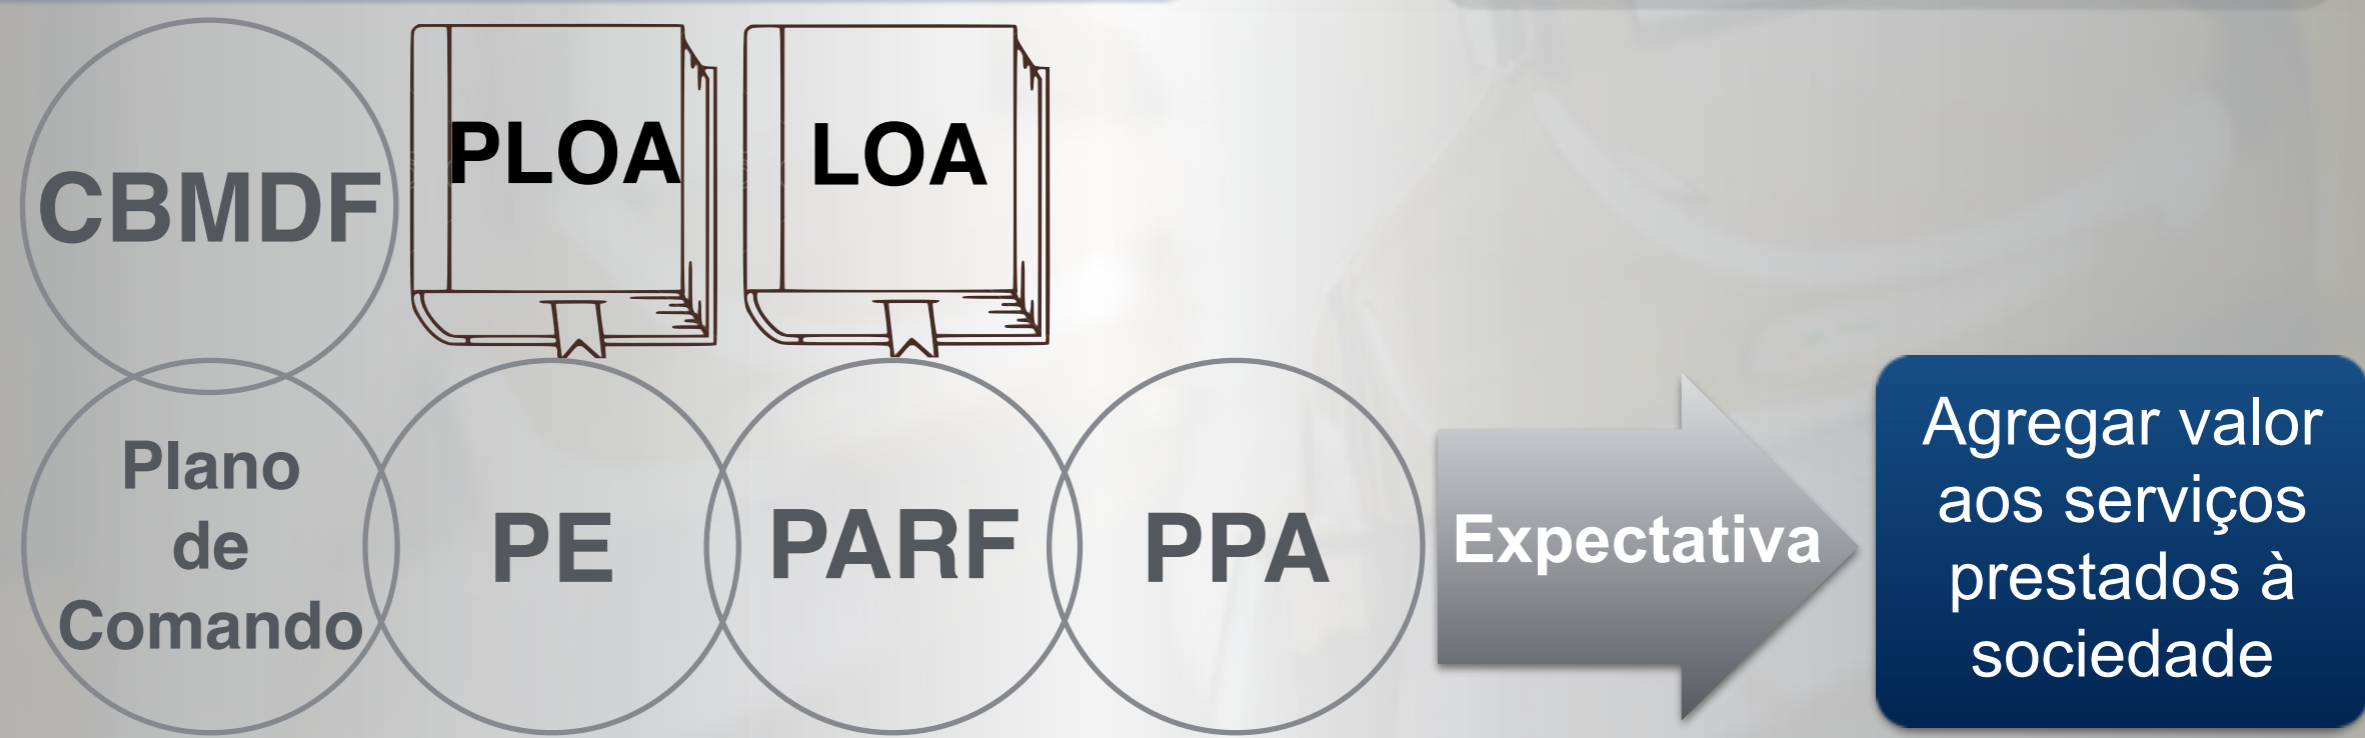 CBMDF
PLOA
LOA
Plano
de
Comando
PE
PARF
PPA
Expectativa
Agregar valor
aos serviços
prestados à
sociedade